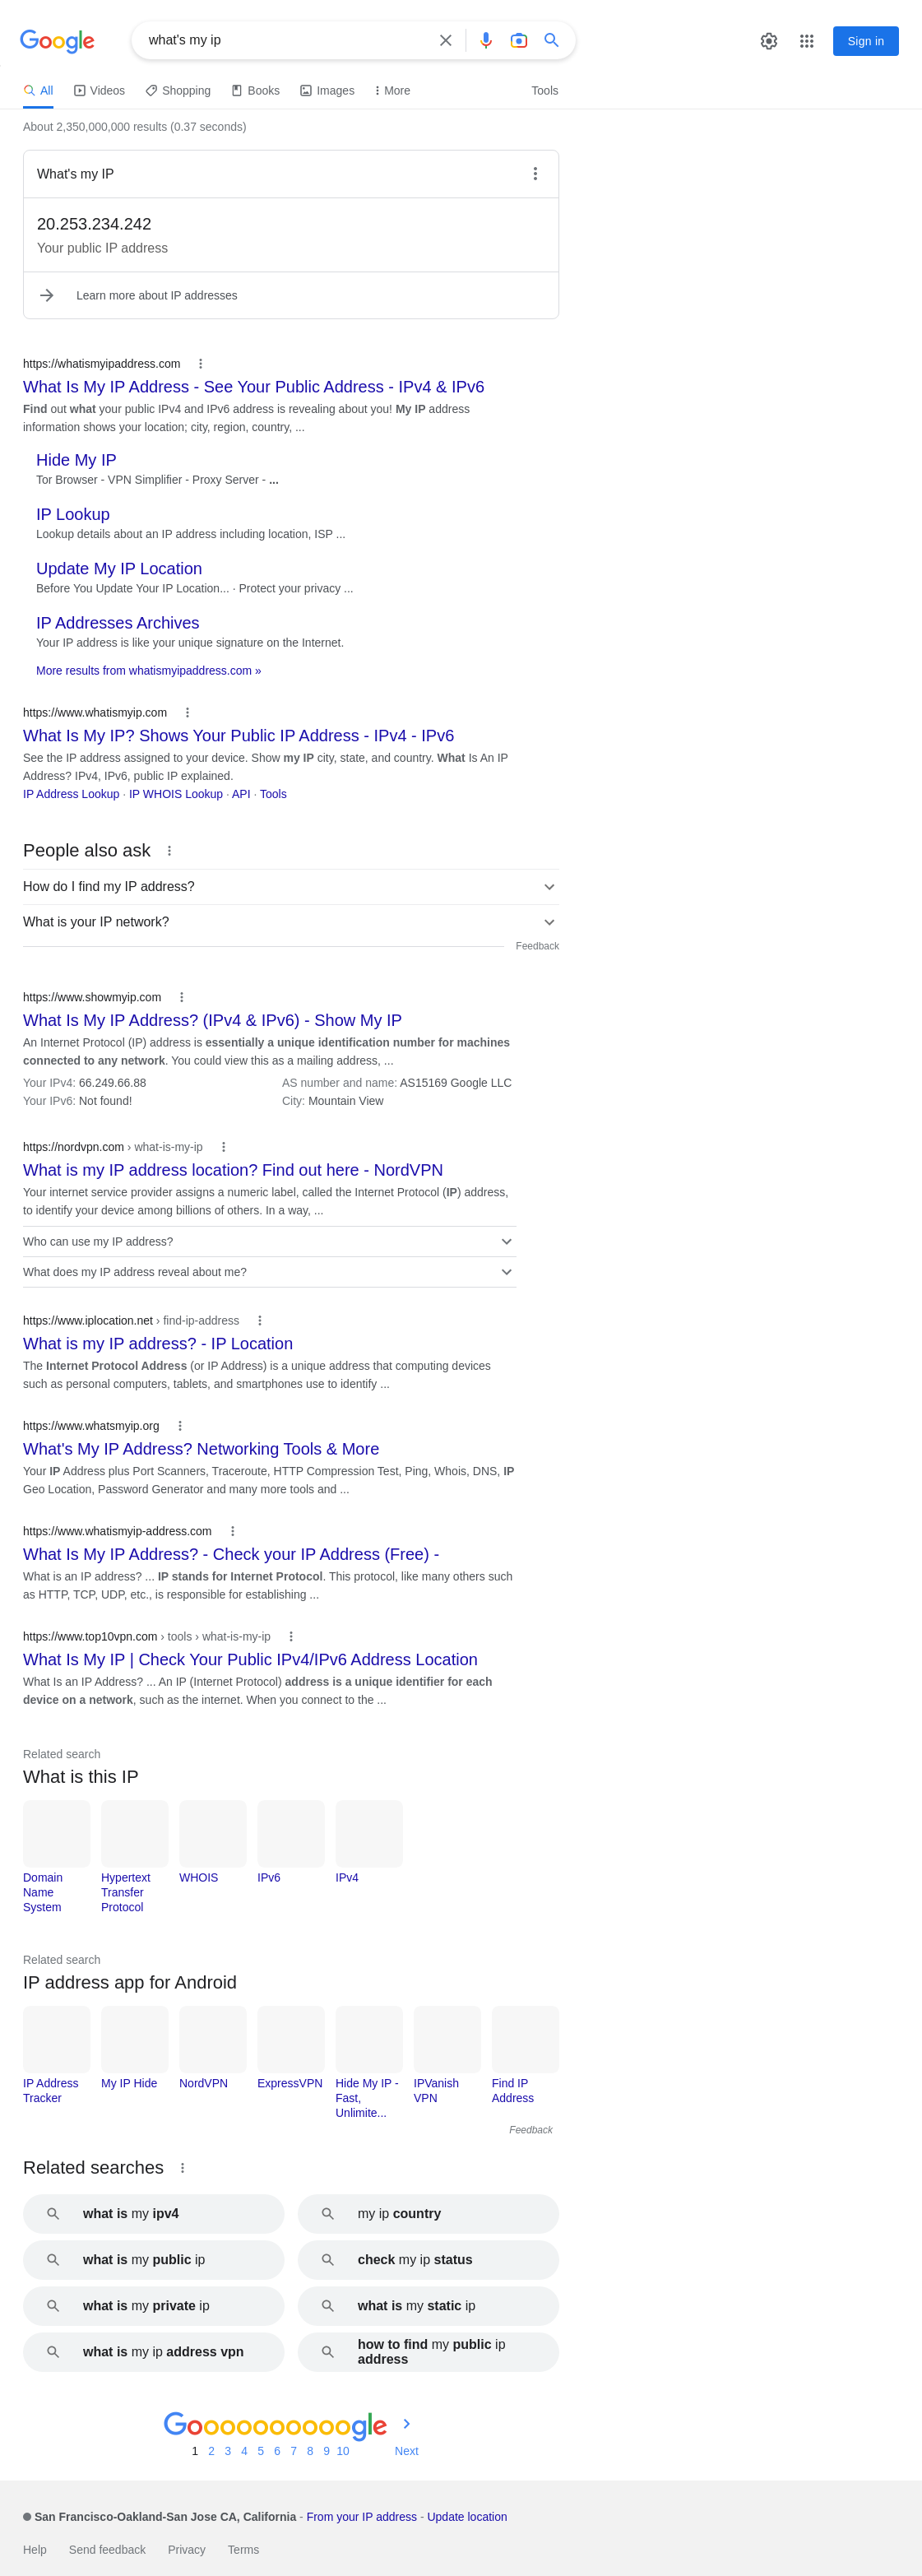 Google
what's my ip
Sign in
All
Videos
Shopping
Books
Images
More
Tools
About 2,350,000,000 results (0.37 seconds)
What's my IP
20.253.234.242
Your public IP address
Learn more about IP addresses
https://whatismyipaddress.com
What Is My IP Address - See Your Public Address - IPv4 & IPv6
Find out what your public IPv4 and IPv6 address is revealing about you! My IP address
information shows your location; city, region, country, ...
Hide My IP
Tor Browser - VPN Simplifier - Proxy Server - ...
IP Lookup
Lookup details about an IP address including location, ISP ...
Update My IP Location
Before You Update Your IP Location... · Protect your privacy ...
IP Addresses Archives
Your IP address is like your unique signature on the Internet.
More results from whatismyipaddress.com »
https://www.whatismyip.com
What Is My IP? Shows Your Public IP Address - IPv4 - IPv6
See the IP address assigned to your device. Show my IP city, state, and country. What Is An IP
Address? IPv4, IPv6, public IP explained.
IP Address Lookup · IP WHOIS Lookup · API · Tools
People also ask
How do I find my IP address?
What is your IP network?
Feedback
https://www.showmyip.com
What Is My IP Address? (IPv4 & IPv6) - Show My IP
An Internet Protocol (IP) address is essentially a unique identification number for machines
connected to any network. You could view this as a mailing address, ...
Your IPv4: 66.249.66.88
AS number and name: AS15169 Google LLC
Your IPv6: Not found!
City: Mountain View
https://nordvpn.com › what-is-my-ip
What is my IP address location? Find out here - NordVPN
Your internet service provider assigns a numeric label, called the Internet Protocol (IP) address,
to identify your device among billions of others. In a way, ...
Who can use my IP address?
What does my IP address reveal about me?
https://www.iplocation.net › find-ip-address
What is my IP address? - IP Location
The Internet Protocol Address (or IP Address) is a unique address that computing devices
such as personal computers, tablets, and smartphones use to identify ...
https://www.whatsmyip.org
What's My IP Address? Networking Tools & More
Your IP Address plus Port Scanners, Traceroute, HTTP Compression Test, Ping, Whois, DNS, IP
Geo Location, Password Generator and many more tools and ...
https://www.whatismyip-address.com
What Is My IP Address? - Check your IP Address (Free) -
What is an IP address? ... IP stands for Internet Protocol. This protocol, like many others such
as HTTP, TCP, UDP, etc., is responsible for establishing ...
https://www.top10vpn.com › tools › what-is-my-ip
What Is My IP | Check Your Public IPv4/IPv6 Address Location
What Is an IP Address? ... An IP (Internet Protocol) address is a unique identifier for each
device on a network, such as the internet. When you connect to the ...
Related search
What is this IP
Domain
Name
System
Hypertext
Transfer
Protocol
WHOIS
IPv6
IPv4
Related search
IP address app for Android
IP Address
Tracker
My IP Hide
NordVPN
ExpressVPN
Hide My IP -
Fast,
Unlimite...
IPVanish
VPN
Find IP
Address
Feedback
Related searches
what is my ipv4
my ip country
what is my public ip
check my ip status
what is my private ip
what is my static ip
what is my ip address vpn
how to find my public ip
address
Goooooooooogle
1 2 3 4 5 6 7 8 9 10 Next
San Francisco-Oakland-San Jose CA, California - From your IP address - Update location
Help
Send feedback
Privacy
Terms